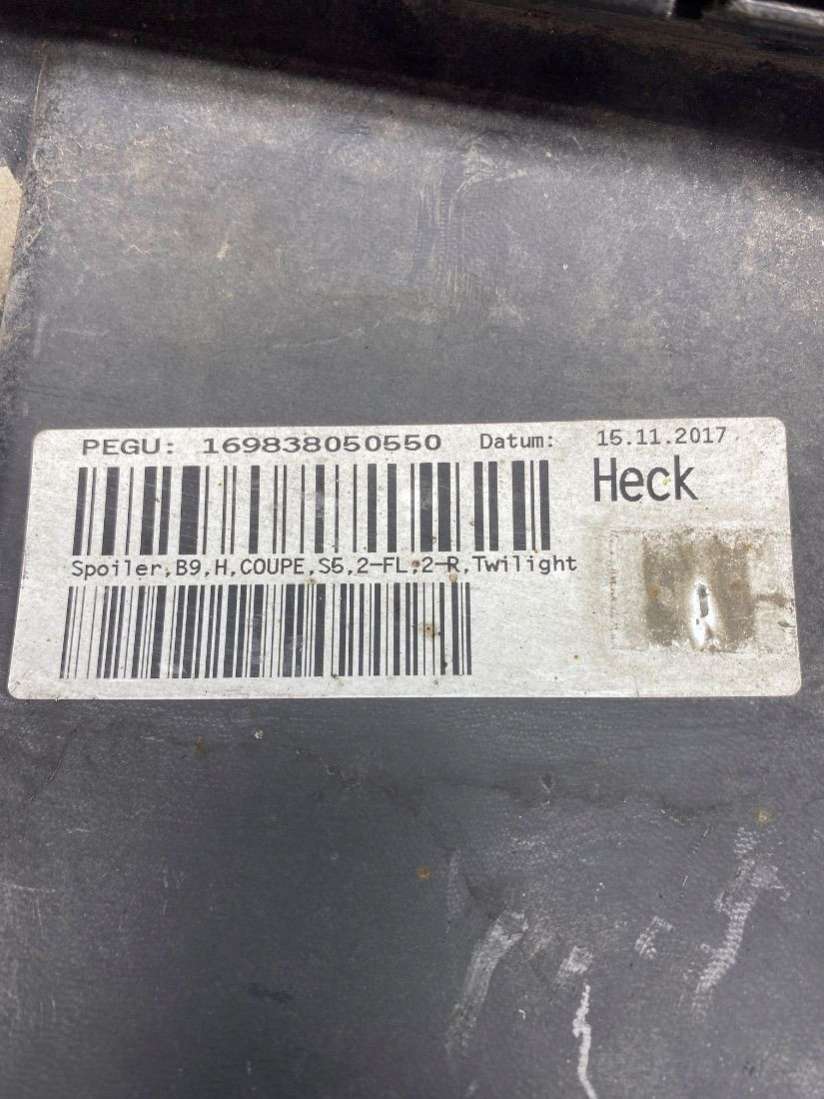 PEGU: 169838050550 Datum: 15.11.2017
Heck
Spoiler,B9,H,COUPE,S5,2-FL,2-R,Twilight